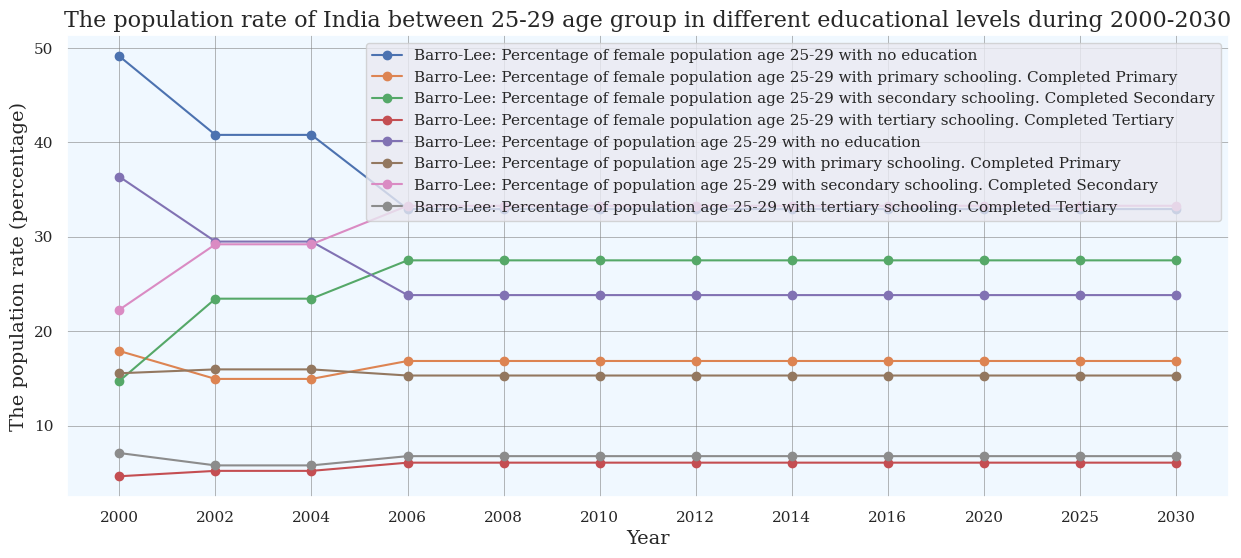 The population rate of India between 25-29 age group in different educational levels during 2000-2030
50
40
30
20
10
The population rate (percentage)
Barro-Lee: Percentage of female population age 25-29 with no education
Barro-Lee: Percentage of female population age 25-29 with primary schooling. Completed Primary
Barro-Lee: Percentage of female population age 25-29 with secondary schooling. Completed Secondary
Barro-Lee: Percentage of female population age 25-29 with tertiary schooling. Completed Tertiary
Barro-Lee: Percentage of population age 25-29 with no education
Barro-Lee: Percentage of population age 25-29 with primary schooling. Completed Primary
Barro-Lee: Percentage of population age 25-29 with secondary schooling. Completed Secondary
Barro-Lee: Percentage of population age 25-29 with tertiary schooling. Completed Tertiary
2000 2002 2004 2006 2008 2010 2012 2014 2016 2020 2025 2030
Year